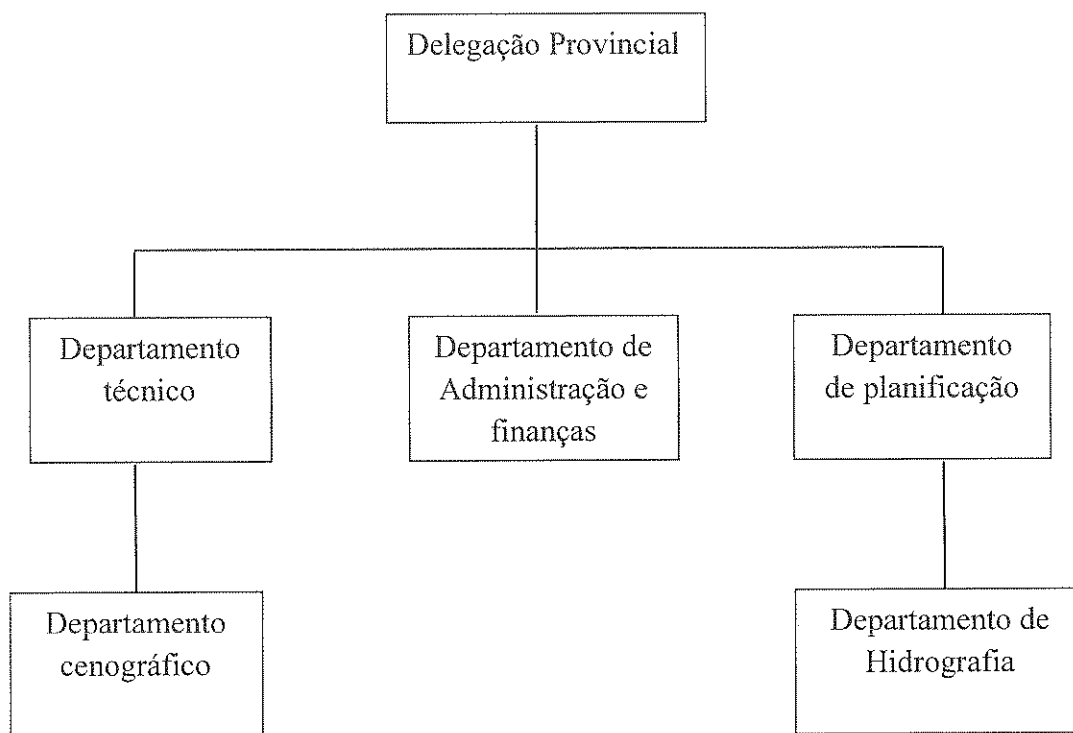 Delegação Provincial
Departamento
técnico
Departamento de
Administração e
finanças
Departamento
de planificação
Departamento
cenográfico
Departamento de
Hidrografia